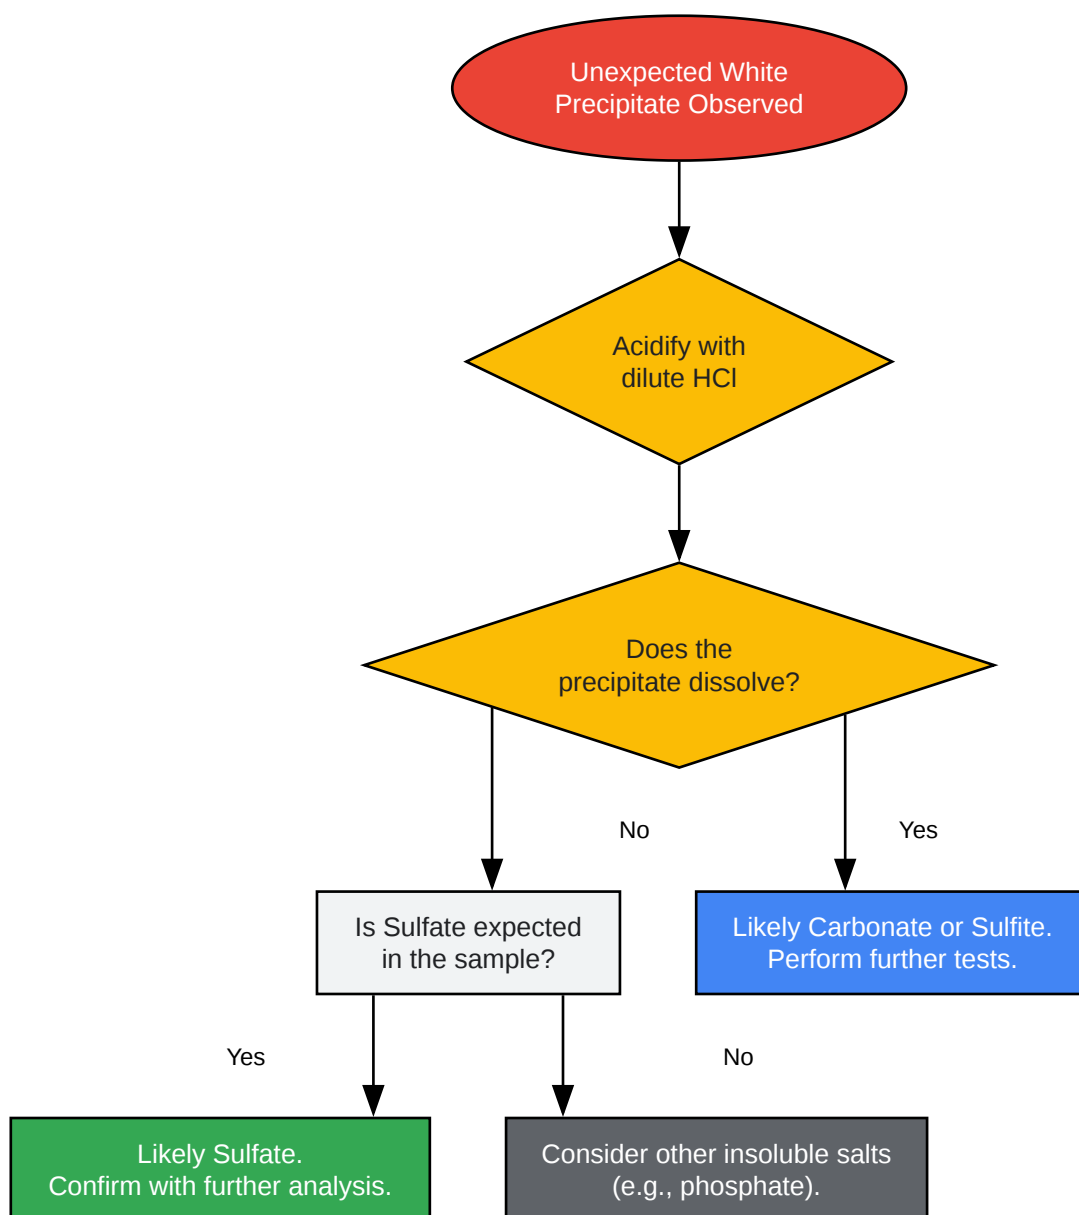 Unexpected White
Precipitate Observed
Acidify with
dilute HCl
Does the
precipitate dissolve?
No
Yes
Is Sulfate expected
in the sample?
Likely Carbonate or Sulfite.
Perform further tests.
Yes
No
Likely Sulfate.
Confirm with further analysis.
Consider other insoluble salts
(e.g., phosphate).